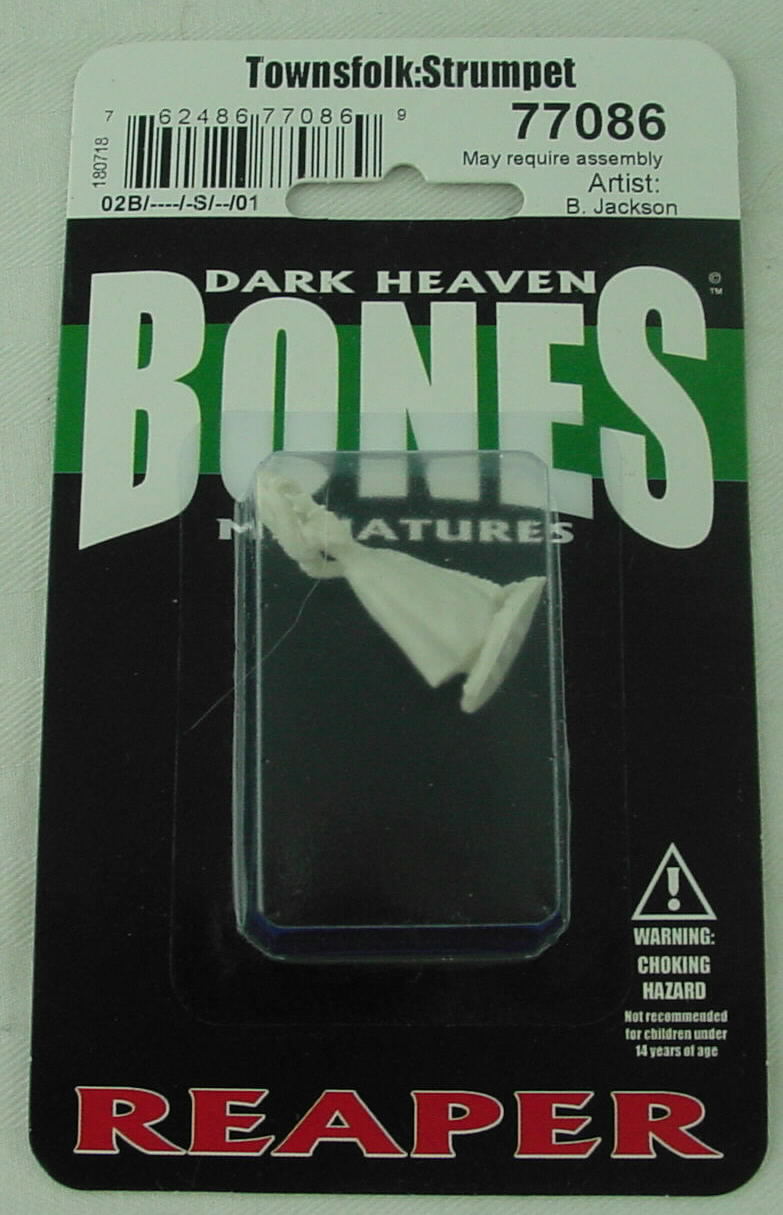 Townsfolk:Strumpet
7 62486 77086 9
77086
180718
May require assembly
Artist:
02B/----/-S/--/01
B. Jackson
DARK HEAVEN
BONES
© ™
MINIATURES
WARNING:
CHOKING
HAZARD
Not recommended
for children under
14 years of age
REAPER